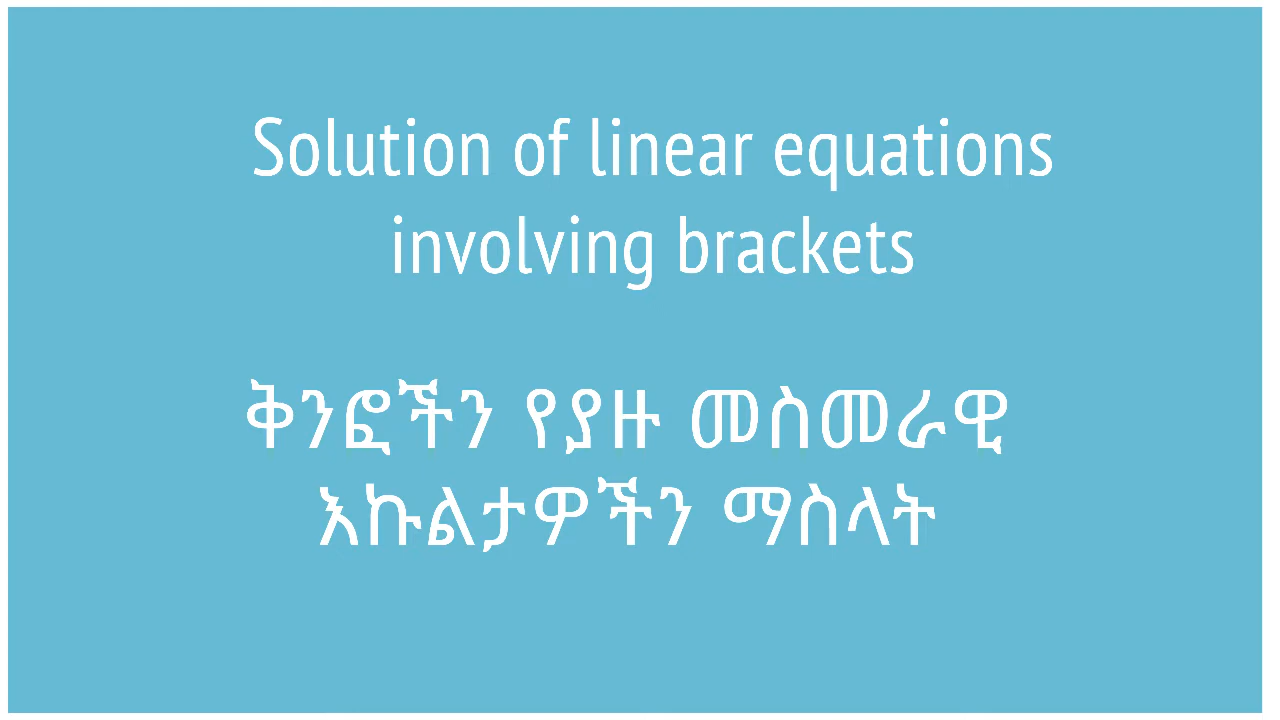 Solution of linear equations
involving brackets
ቅንፎችን የያዙ መስመራዊ
እኩልታዎችን ማስላት